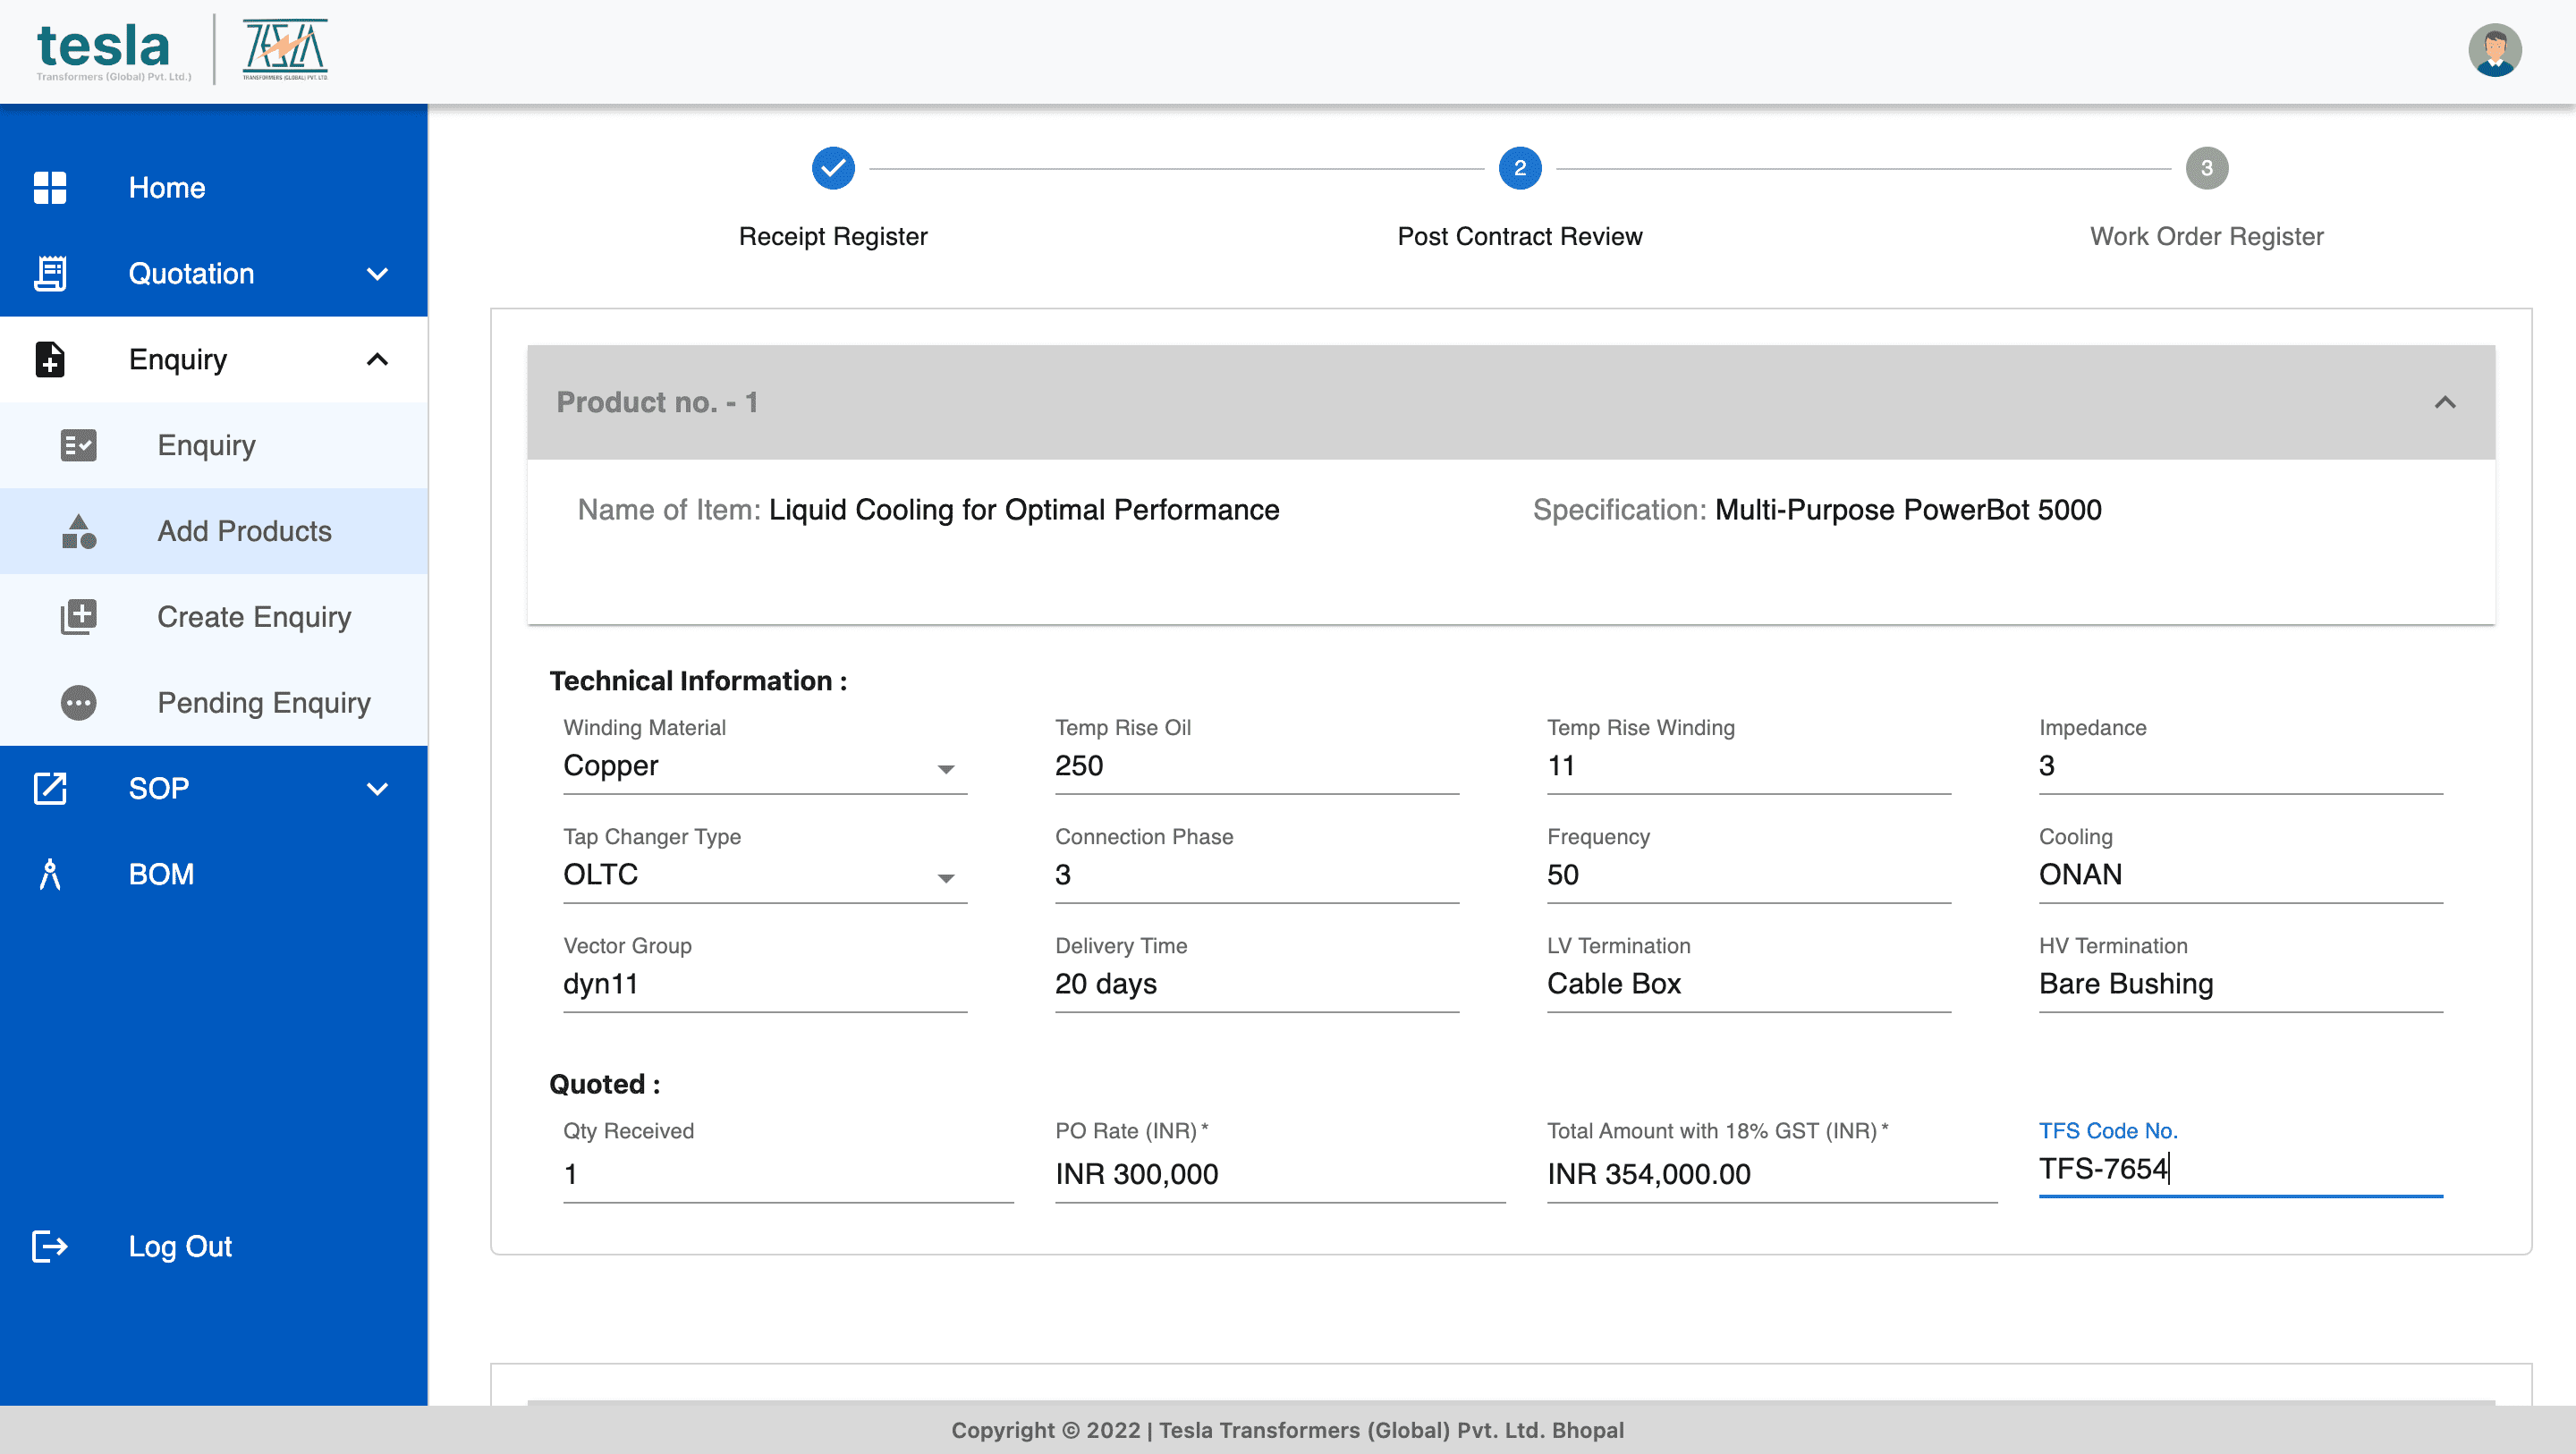 tesla
Transformers (Global) Pvt. Ltd.)
TESLA
TRANSFORMERS (GLOBAL) PVT. LTD
Home
Quotation
Enquiry
Enquiry
Add Products
Create Enquiry
Pending Enquiry
SOP
BOM
Log Out
2
3
Receipt Register
Post Contract Review
Work Order Register
Product no. - 1
Name of Item: Liquid Cooling for Optimal Performance
Specification: Multi-Purpose PowerBot 5000
Technical Information :
Winding Material
Temp Rise Oil
Temp Rise Winding
Impedance
Copper
250
11
3
Tap Changer Type
Connection Phase
Frequency
Cooling
OLTC
3
50
ONAN
Vector Group
Delivery Time
LV Termination
HV Termination
dyn11
20 days
Cable Box
Bare Bushing
Quoted :
Qty Received
PO Rate (INR) *
Total Amount with 18% GST (INR) *
TFS Code No.
1
INR 300,000
INR 354,000.00
TFS-7654
Copyright © 2022 | Tesla Transformers (Global) Pvt. Ltd. Bhopal